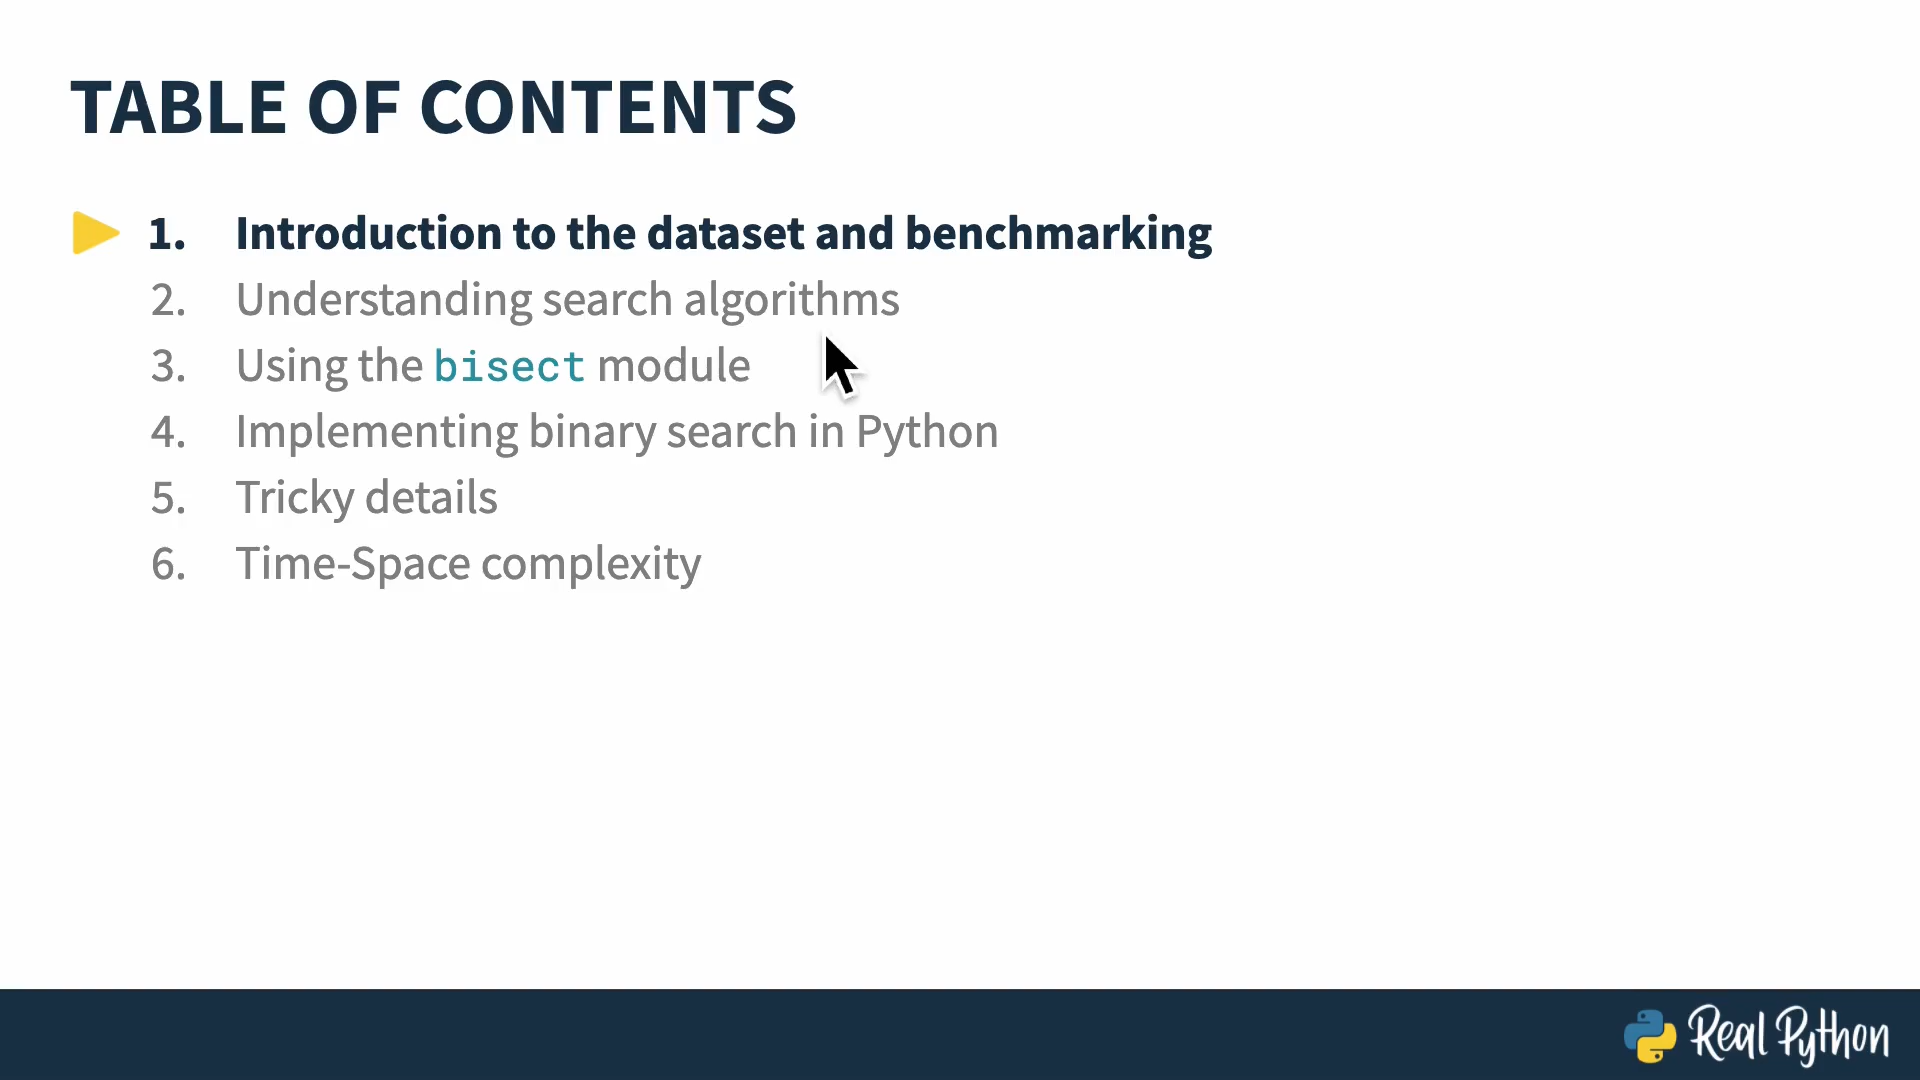 TABLE OF CONTENTS
1. Introduction to the dataset and benchmarking
2. Understanding search algorithms
3. Using the bisect module
4. Implementing binary search in Python
5. Tricky details
6. Time-Space complexity
Real Python